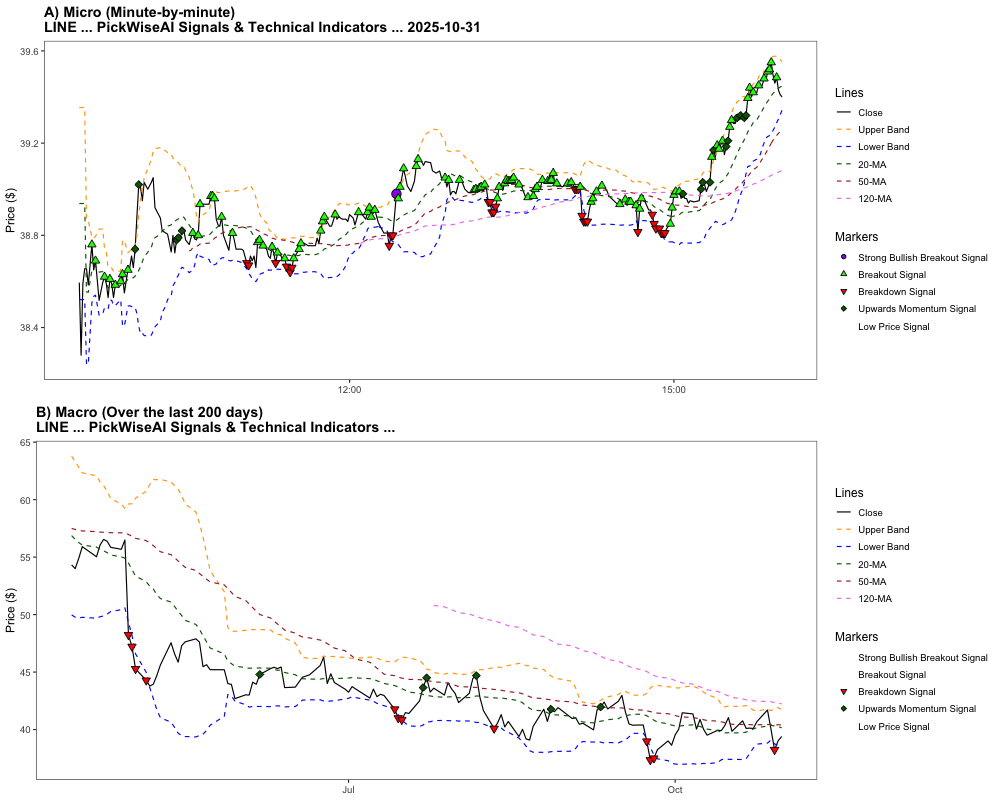 A) Micro (Minute-by-minute)
LINE ... PickWiseAI Signals & Technical Indicators ... 2025-10-31
39.6
39.2
38.8
38.4
Price ($)
12:00
15:00
Lines
Close
Upper Band
Lower Band
20-MA
50-MA
120-MA
Markers
Strong Bullish Breakout Signal
Breakout Signal
Breakdown Signal
Upwards Momentum Signal
Low Price Signal
B) Macro (Over the last 200 days)
LINE ... PickWiseAI Signals & Technical Indicators ...
65
60
55
50
45
40
Price ($)
Jul
Oct
Lines
Close
Upper Band
Lower Band
20-MA
50-MA
120-MA
Markers
Strong Bullish Breakout Signal
Breakout Signal
Breakdown Signal
Upwards Momentum Signal
Low Price Signal